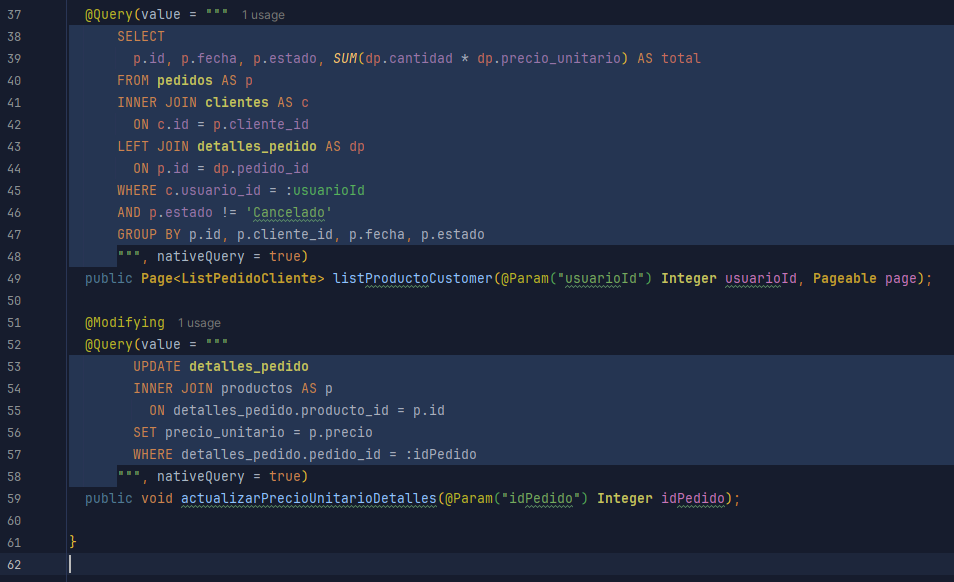 37 @Query(value = """ 1 usage
38 SELECT
39 p.id, p.fecha, p.estado, SUM(dp.cantidad * dp.precio_unitario) AS total
40 FROM pedidos AS p
41 INNER JOIN clientes AS c
42 ON c.id = p.cliente_id
43 LEFT JOIN detalles_pedido AS dp
44 ON p.id = dp.pedido_id
45 WHERE c.usuario_id = :usuarioId
46 AND p.estado != 'Cancelado'
47 GROUP BY p.id, p.cliente_id, p.fecha, p.estado
48 """, nativeQuery = true)
49 public Page<ListPedidoCliente> listProductoCustomer(@Param("usuarioId") Integer usuarioId, Pageable page);
50
51 @Modifying 1 usage
52 @Query(value = """
53 UPDATE detalles_pedido
54 INNER JOIN productos AS p
55 ON detalles_pedido.producto_id = p.id
56 SET precio_unitario = p.precio
57 WHERE detalles_pedido.pedido_id = :idPedido
58 """, nativeQuery = true)
59 public void actualizarPrecioUnitarioDetalles(@Param("idPedido") Integer idPedido);
60
61 }
62